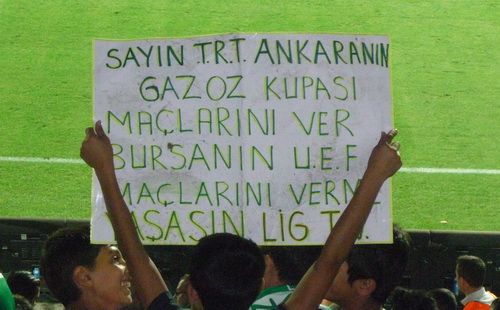 SAYIN T.R.T. ANKARANIN
GAZOZ KUPASI
MAÇLARINI VER
BURSANIN U.E.F
MAÇLARINI VERME
YAŞASIN LİG T.V.